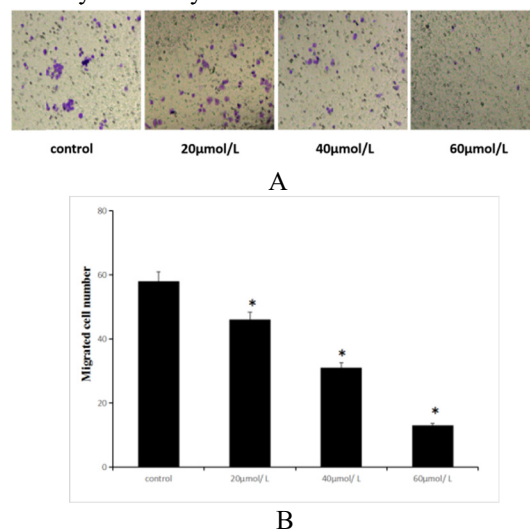 control 20μmol/L 40μmol/L 60μmol/L
A
Migrated cell number
80
60
40
20
0
* * *
control 20μmol/ L 40μmol/ L 60μmol/ L
B